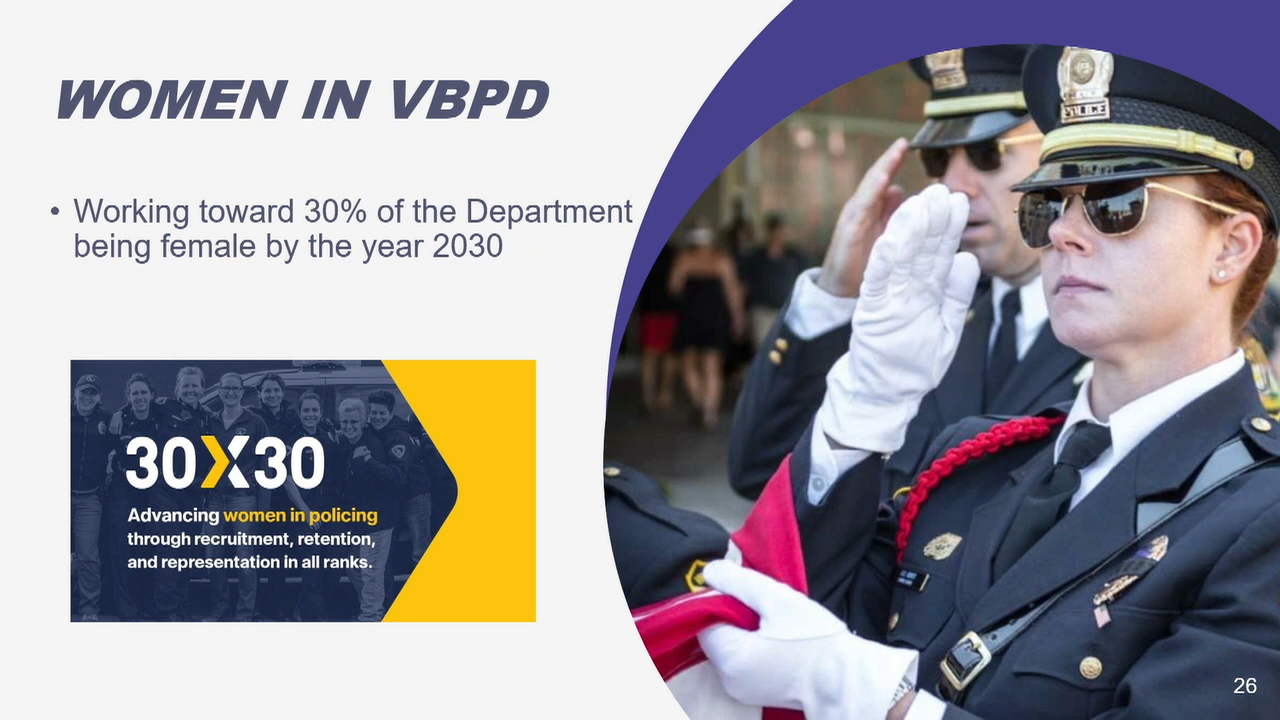 WOMEN IN VBPD
• Working toward 30% of the Department
being female by the year 2030
30X30
Advancing women in policing
through recruitment, retention,
and representation in all ranks.
POLICE
26